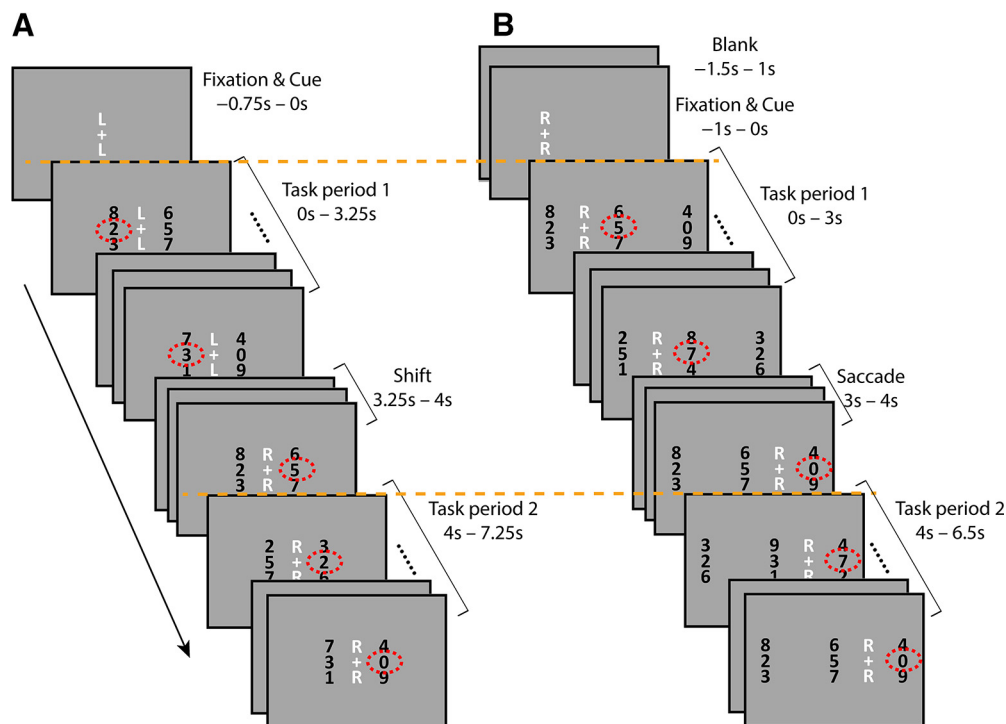 A
Fixation & Cue
−0.75s – 0s
L
+
L
Task period 1
0s – 3.25s
8 L 6
2 + 5
3 L 7
7 L 4
3 + 0
1 L 9
Shift
3.25s – 4s
8 R 6
2 + 5
3 R 7
Task period 2
4s – 7.25s
2 R 3
5 + 2
7 R 6
7 R 4
3 + 0
1 R 9
B
Blank
−1.5s – 1s
Fixation & Cue
−1s – 0s
R
+
R
Task period 1
0s – 3s
8 R 6 4
2 + 5 0
3 R 7 9
2 R 8 3
5 + 7 2
1 R 4 6
Saccade
3s – 4s
8 6 R 4
2 5 + 0
3 7 R 9
Task period 2
4s – 6.5s
3 9 R 4
2 3 + 7
6 1 R 2
8 6 R 4
2 5 + 0
3 7 R 9